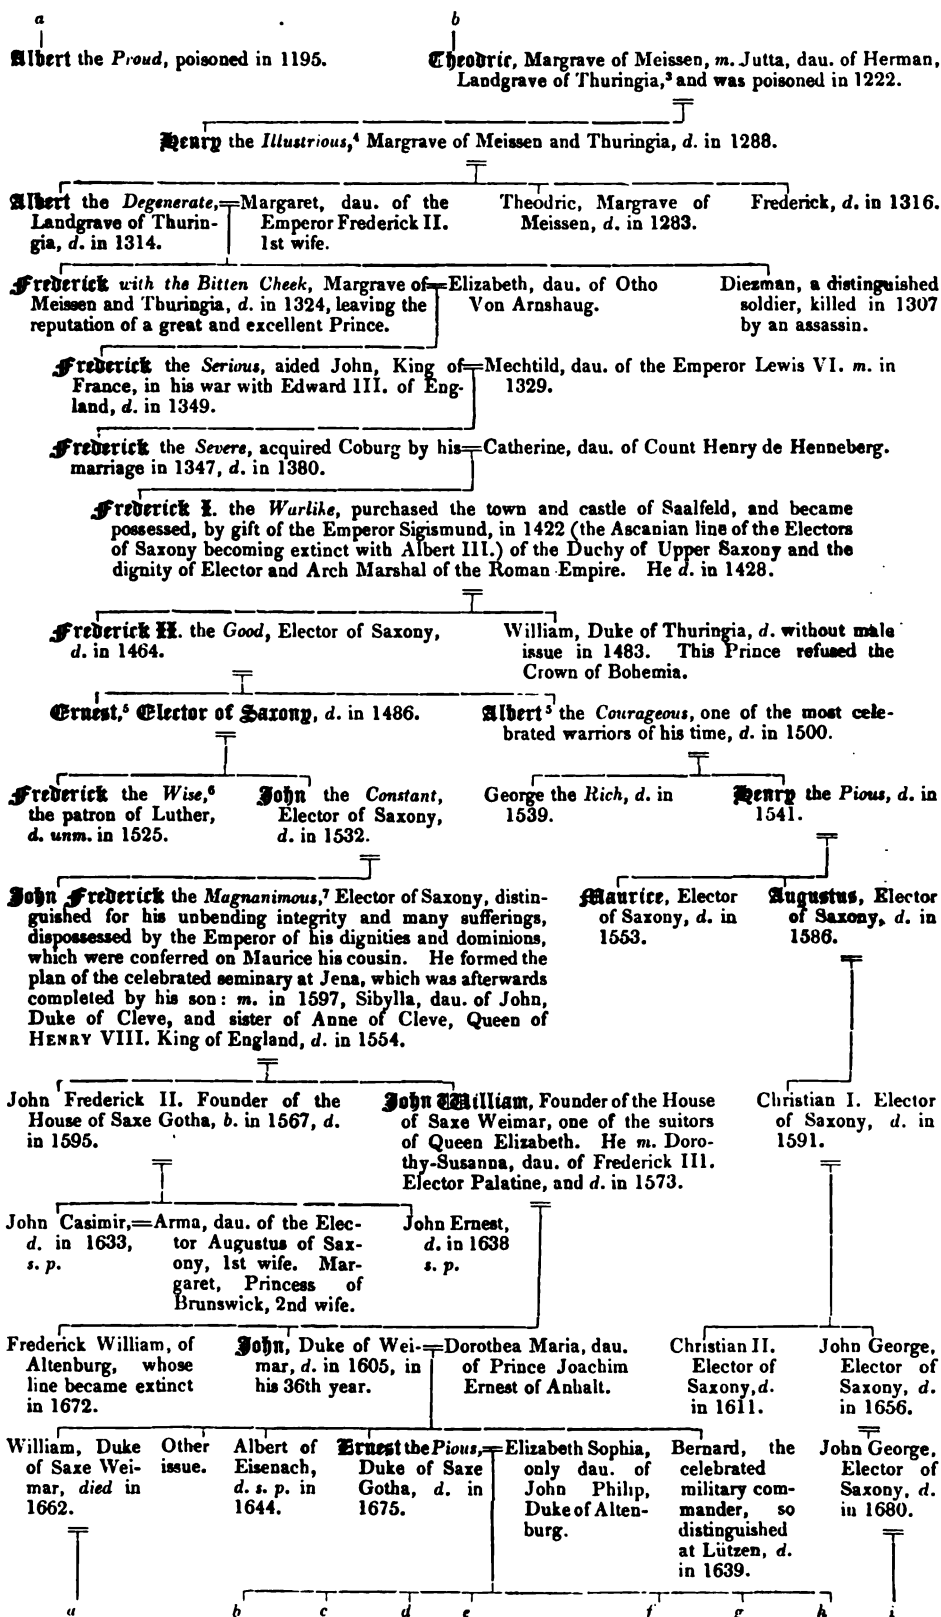 a b
Albert the Proud, poisoned in 1195.
Theodric, Margrave of Meissen, m. Jutta, dau. of Herman,
Landgrave of Thuringia,³ and was poisoned in 1222.
Henry the Illustrious,⁴ Margrave of Meissen and Thuringia, d. in 1288.
Albert the Degenerate,=
Landgrave of Thurin-
gia, d. in 1314.
Margaret, dau. of the
Emperor Frederick II.
1st wife.
Theodric, Margrave of
Meissen, d. in 1283.
Frederick, d. in 1316.
Frederick with the Bitten Cheek, Margrave of=
Meissen and Thuringia, d. in 1324, leaving the
reputation of a great and excellent Prince.
Elizabeth, dau. of Otho
Von Arnshaug.
Diezman, a distinguished
soldier, killed in 1307
by an assassin.
Frederick the Serious, aided John, King of=
France, in his war with Edward III. of Eng-
land, d. in 1349.
Mechtild, dau. of the Emperor Lewis VI. m. in
1329.
Frederick the Severe, acquired Coburg by his=
marriage in 1347, d. in 1380.
Catherine, dau. of Count Henry de Henneberg.
Frederick I. the Warlike, purchased the town and castle of Saalfeld, and became
possessed, by gift of the Emperor Sigismund, in 1422 (the Ascanian line of the Electors
of Saxony becoming extinct with Albert III.) of the Duchy of Upper Saxony and the
dignity of Elector and Arch Marshal of the Roman Empire. He d. in 1428.
Frederick II. the Good, Elector of Saxony,
d. in 1464.
William, Duke of Thuringia, d. without male
issue in 1483. This Prince refused the
Crown of Bohemia.
Ernest,⁵ Elector of Saxony, d. in 1486.
Albert⁵ the Courageous, one of the most cele-
brated warriors of his time, d. in 1500.
Frederick the Wise,⁶
the patron of Luther,
d. unm. in 1525.
John the Constant,
Elector of Saxony,
d. in 1532.
George the Rich, d. in
1539.
Henry the Pious, d. in
1541.
John Frederick the Magnanimous,⁷ Elector of Saxony, distin-
guished for his unbending integrity and many sufferings,
dispossessed by the Emperor of his dignities and dominions,
which were conferred on Maurice his cousin. He formed the
plan of the celebrated seminary at Jena, which was afterwards
completed by his son: m. in 1597, Sibylla, dau. of John,
Duke of Cleve, and sister of Anne of Cleve, Queen of
HENRY VIII. King of England, d. in 1554.
Maurice, Elector
of Saxony, d. in
1553.
Augustus, Elector
of Saxony, d. in
1586.
John Frederick II. Founder of the
House of Saxe Gotha, b. in 1567, d.
in 1595.
John William, Founder of the House
of Saxe Weimar, one of the suitors
of Queen Elizabeth. He m. Doro-
thy-Susanna, dau. of Frederick III.
Elector Palatine, and d. in 1573.
Christian I. Elector
of Saxony, d. in
1591.
John Casimir,=
d. in 1633,
s. p.
Arma, dau. of the Elec-
tor Augustus of Sax-
ony, 1st wife. Mar-
garet, Princess of
Brunswick, 2nd wife.
John Ernest,
d. in 1638
s. p.
Frederick William, of
Altenburg, whose
line became extinct
in 1672.
John, Duke of Wei-=
mar, d. in 1605, in
his 36th year.
Dorothea Maria, dau.
of Prince Joachim
Ernest of Anhalt.
Christian II.
Elector of
Saxony, d.
in 1611.
John George,
Elector of
Saxony, d.
in 1656.
William, Duke
of Saxe Wei-
mar, died in
1662.
Other
issue.
Albert of
Eisenach,
d. s. p. in
1644.
Ernest the Pious,=
Duke of Saxe
Gotha, d. in
1675.
Elizabeth Sophia,
only dau. of
John Philip,
Duke of Alten-
burg.
Bernard, the
celebrated
military com-
mander, so
distinguished
at Lützen, d.
in 1639.
John George,
Elector of
Saxony, d.
in 1680.
a b c d e f g h i